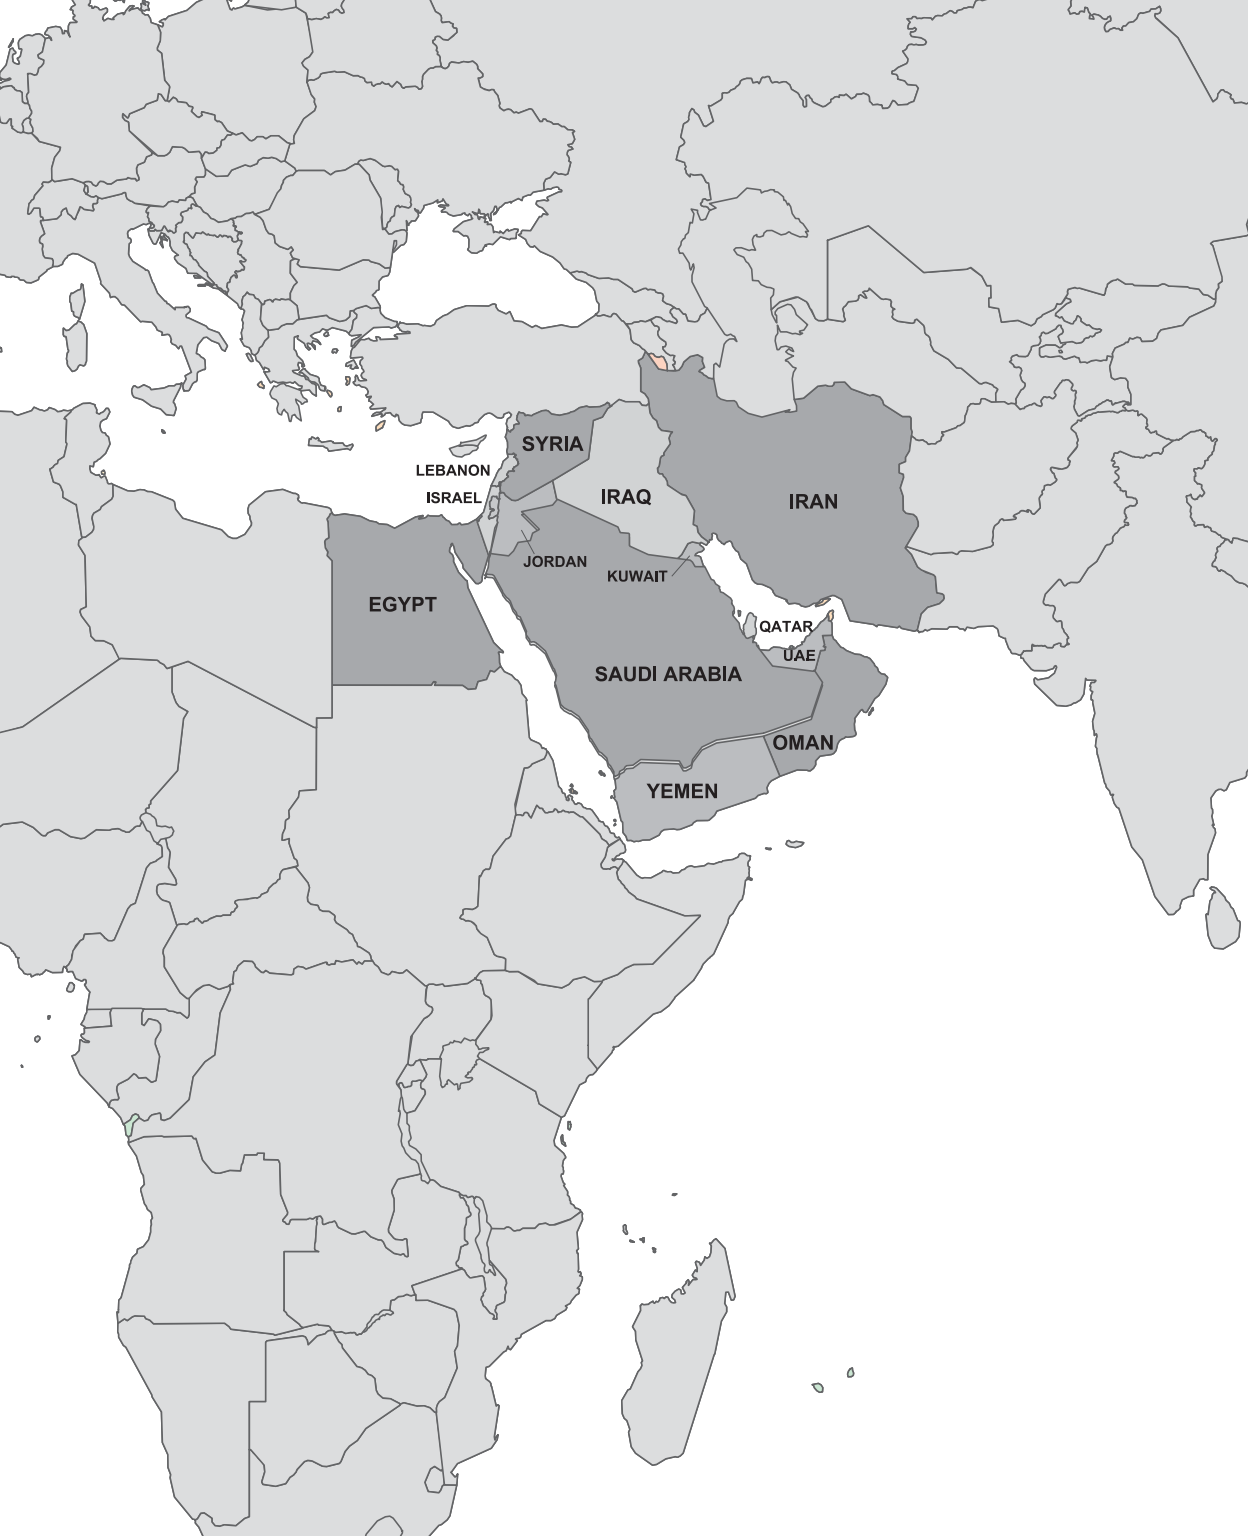 SYRIA
LEBANON
ISRAEL
IRAQ
IRAN
JORDAN
KUWAIT
EGYPT
QATAR
UAE
SAUDI ARABIA
OMAN
YEMEN